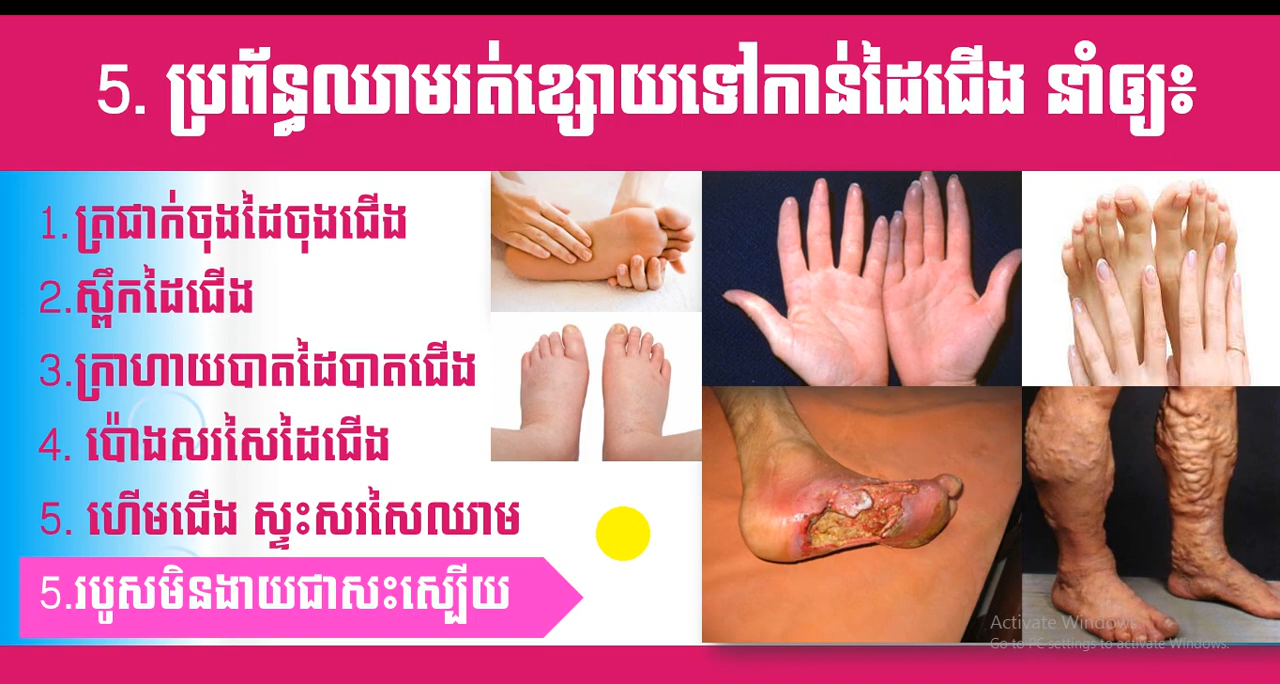 5. ប្រព័ន្ធឈាមរត់ខ្សោយទៅកាន់ដៃជើង នាំឲ្យ៖
1.ត្រជាក់ចុងដៃចុងជើង
2.ស្ពឹកដៃជើង
3.ក្រហាយបាតដៃបាតជើង
4. ប៉ោងសរសៃដៃជើង
5. ហើមជើង ស្ទះសរសៃឈាម
5.របួសមិនងាយជាសះស្បើយ
Activate Windows
Go to PC settings to activate Windows.